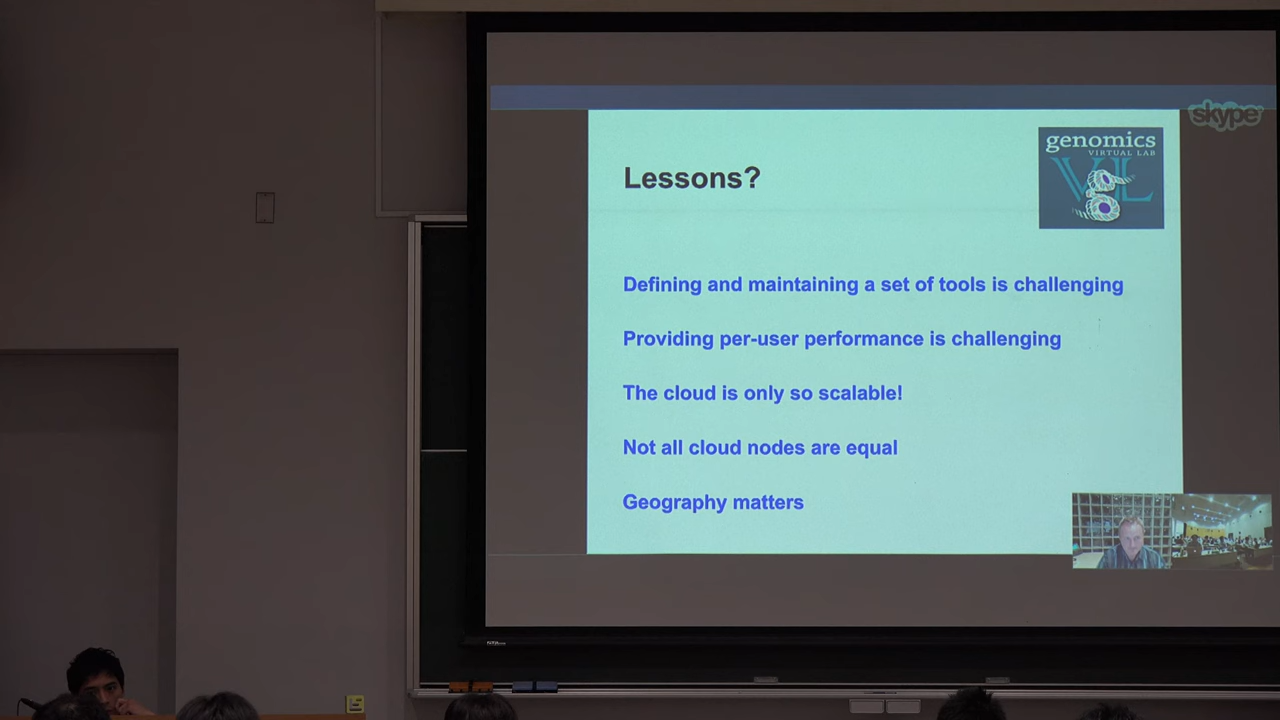 skype
genomics
VIRTUAL LAB
VL
Lessons?
Defining and maintaining a set of tools is challenging
Providing per-user performance is challenging
The cloud is only so scalable!
Not all cloud nodes are equal
Geography matters